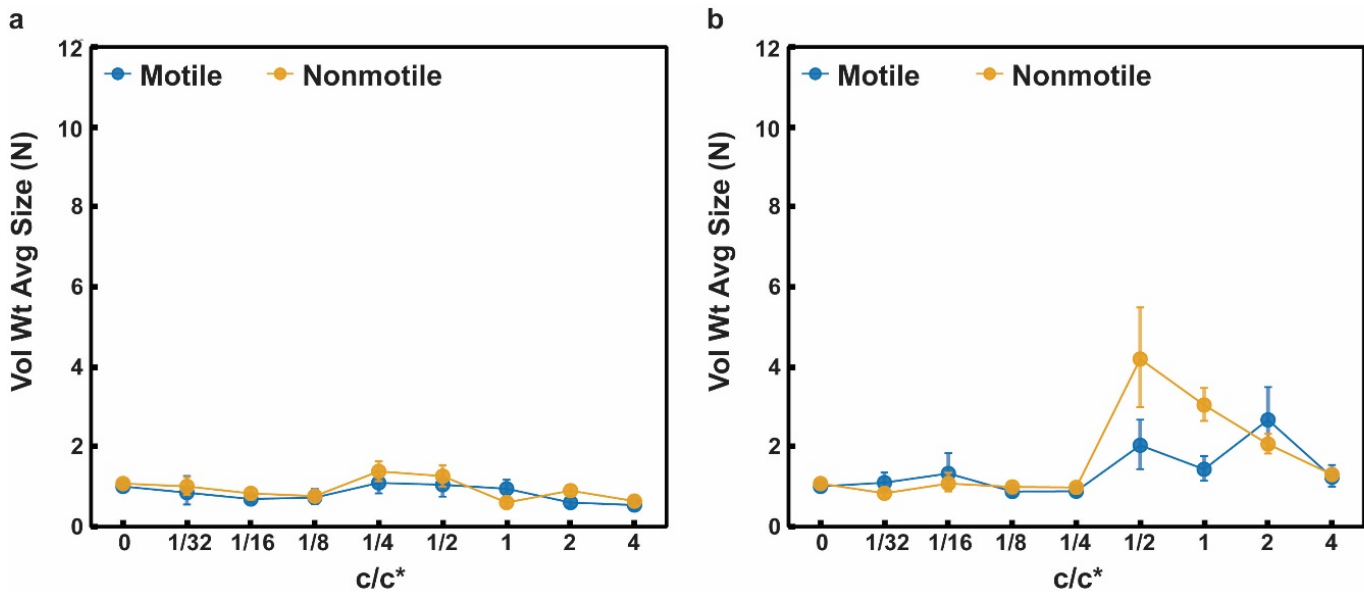 a
Vol Wt Avg Size (N)
12
10
8
6
4
2
0
Motile
Nonmotile
0 1/32 1/16 1/8 1/4 1/2 1 2 4
c/c*
b
Vol Wt Avg Size (N)
12
10
8
6
4
2
0
Motile
Nonmotile
0 1/32 1/16 1/8 1/4 1/2 1 2 4
c/c*